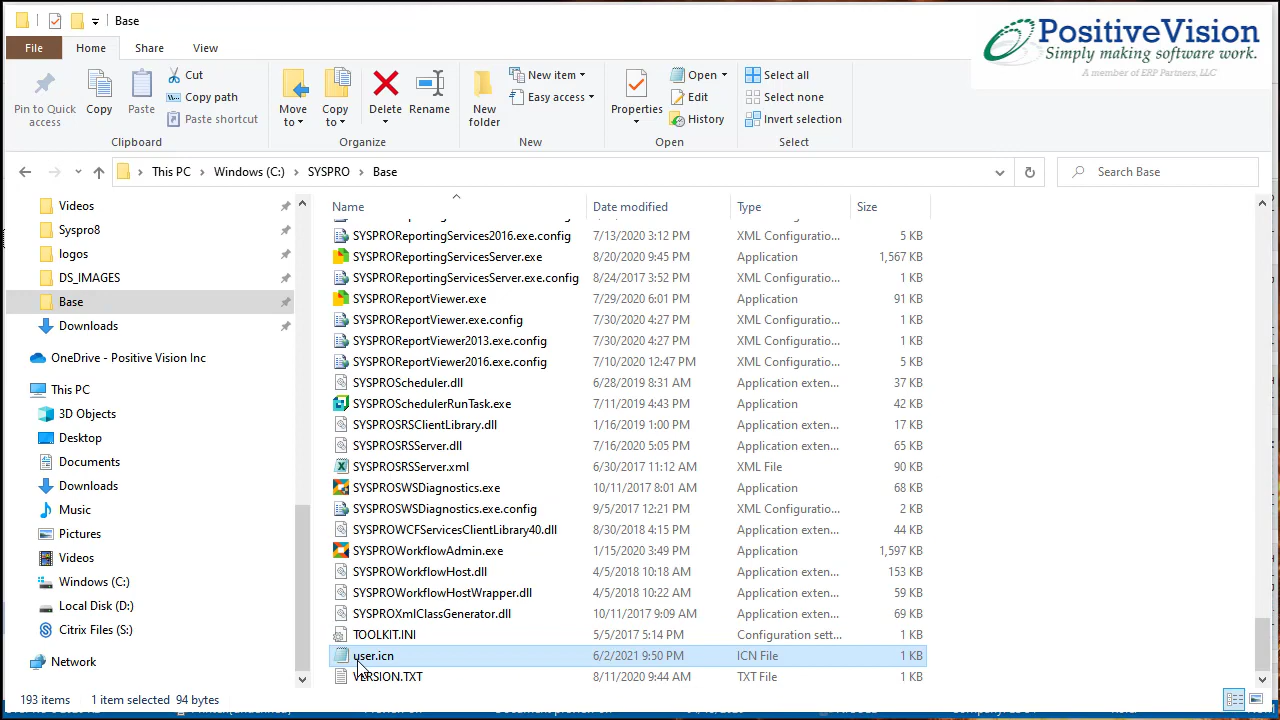 Base
PositiveVision
Simply making software work.
A member of ERP Partners, LLC
File Home Share View
Pin to Quick access
Copy
Paste
Cut
Copy path
Paste shortcut
Clipboard
Move to
Copy to
Delete
Rename
Organize
New folder
New item
Easy access
New
Properties
Open
Edit
History
Open
Select all
Select none
Invert selection
Select
This PC Windows (C:) SYSPRO Base
Search Base
Videos
Syspro8
logos
DS_IMAGES
Base
Downloads
OneDrive - Positive Vision Inc
This PC
3D Objects
Desktop
Documents
Downloads
Music
Pictures
Videos
Windows (C:)
Local Disk (D:)
Citrix Files (S:)
Network
Name Date modified Type Size
SYSPROReportingServices2016.exe.config 7/13/2020 3:12 PM XML Configuratio... 5 KB
SYSPROReportingServicesServer.exe 8/20/2020 9:45 PM Application 1,567 KB
SYSPROReportingServicesServer.exe.config 8/24/2017 3:52 PM XML Configuratio... 1 KB
SYSPROReportViewer.exe 7/29/2020 6:01 PM Application 91 KB
SYSPROReportViewer.exe.config 7/30/2020 4:27 PM XML Configuratio... 1 KB
SYSPROReportViewer2013.exe.config 7/30/2020 4:27 PM XML Configuratio... 1 KB
SYSPROReportViewer2016.exe.config 7/10/2020 12:47 PM XML Configuratio... 5 KB
SYSPROScheduler.dll 6/28/2019 8:31 AM Application exten... 37 KB
SYSPROSchedulerRunTask.exe 7/11/2019 4:43 PM Application 42 KB
SYSPROSRSClientLibrary.dll 1/16/2019 1:00 PM Application exten... 17 KB
SYSPROSRSServer.dll 7/16/2020 5:05 PM Application exten... 65 KB
SYSPROSRSServer.xml 6/30/2017 11:12 AM XML File 90 KB
SYSPROSWSDiagnostics.exe 10/11/2017 8:01 AM Application 68 KB
SYSPROSWSDiagnostics.exe.config 9/5/2017 12:21 PM XML Configuratio... 2 KB
SYSPROWCFServicesClientLibrary40.dll 8/30/2018 4:15 PM Application exten... 44 KB
SYSPROWorkflowAdmin.exe 1/15/2020 3:49 PM Application 1,597 KB
SYSPROWorkflowHost.dll 4/5/2018 10:18 AM Application exten... 153 KB
SYSPROWorkflowHostWrapper.dll 4/5/2018 10:22 AM Application exten... 59 KB
SYSPROXmlClassGenerator.dll 10/11/2017 9:09 AM Application exten... 69 KB
TOOLKIT.INI 5/5/2017 5:14 PM Configuration sett... 1 KB
user.icn 6/2/2021 9:50 PM ICN File 1 KB
VERSION.TXT 8/11/2020 9:44 AM TXT File 1 KB
193 items 1 item selected 94 bytes